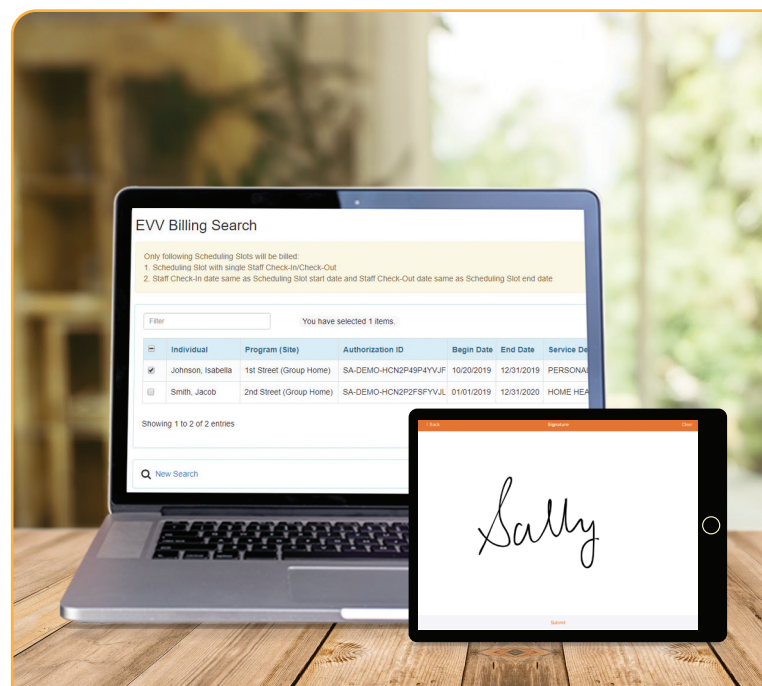 EVV Billing Search
Only following Scheduling Slots will be billed:
1. Scheduling Slot with single Staff Check-In/Check-Out
2. Staff Check-In date same as Scheduling Slot start date and Staff Check-Out date same as Scheduling Slot end date
Filter You have selected 1 items.
Individual Program (Site) Authorization ID Begin Date End Date Service De
Johnson, Isabella 1st Street (Group Home) SA-DEMO-HCN2P49P4YVJF 10/20/2019 12/31/2019 PERSONAL
Smith, Jacob 2nd Street (Group Home) SA-DEMO-HCN2P2FSFYVJL 01/01/2019 12/31/2020 HOME HEA
Showing 1 to 2 of 2 entries
New Search
Back Signature Clear
Sally
Submit